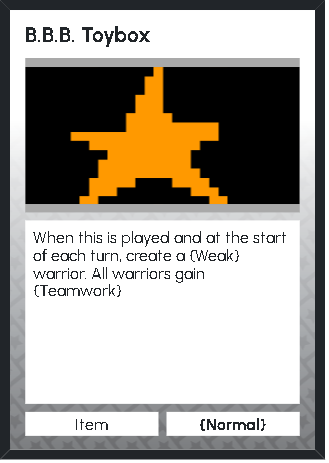 B.B.B. Toybox
When this is played and at the start
of each turn, create a {Weak}
warrior. All warriors gain
{Teamwork}
Item
{Normal}